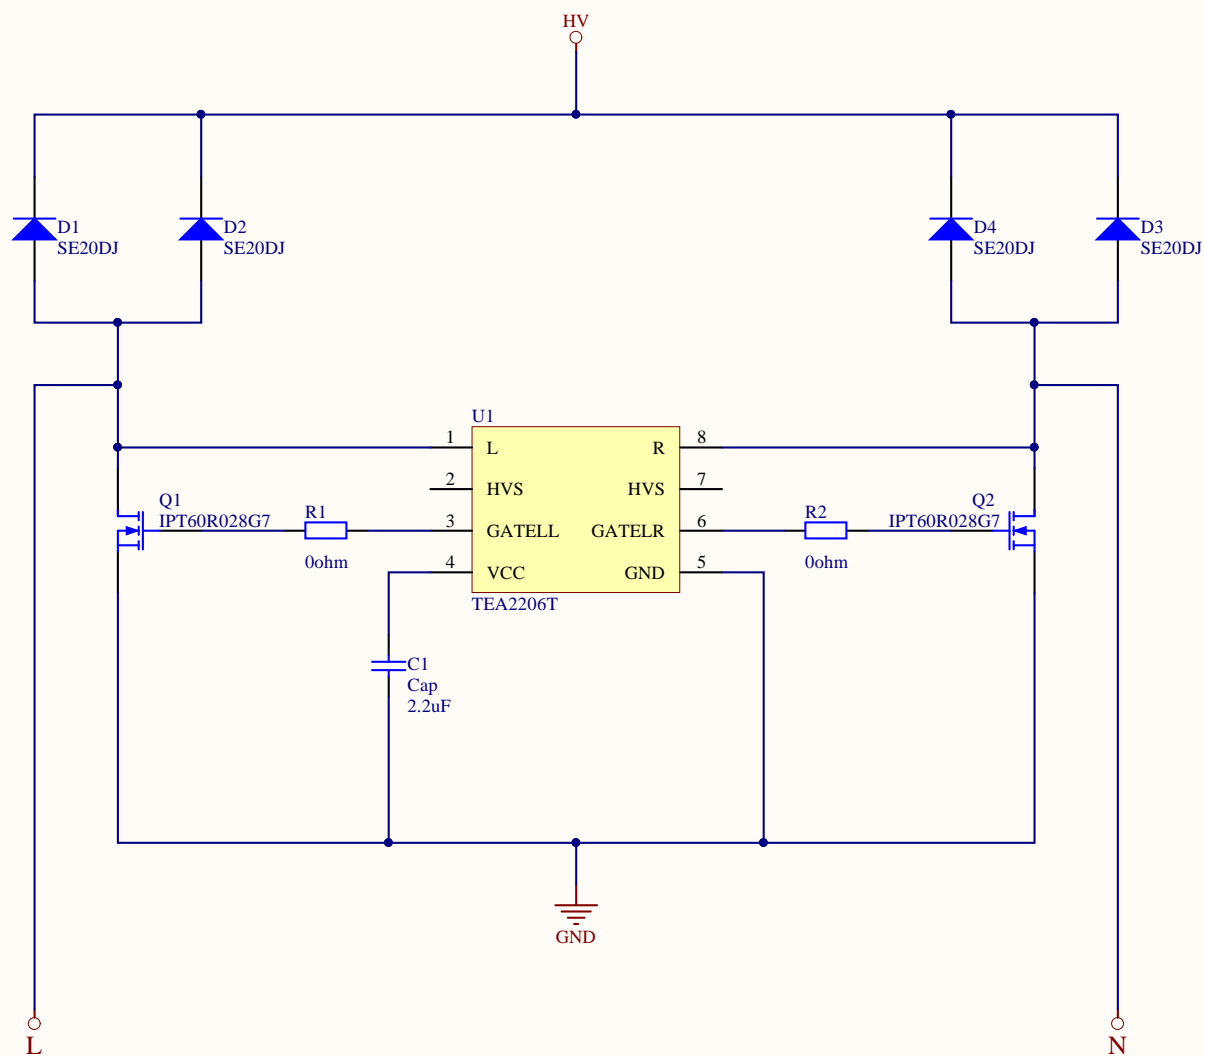 HV
D1
SE20DJ
D2
SE20DJ
D4
SE20DJ
D3
SE20DJ
U1
1
L
R
8
2
HVS
HVS
7
Q1
IPT60R028G7
R1
0ohm
3
GATELL
GATELR
6
R2
0ohm
Q2
IPT60R028G7
4
VCC
GND
5
TEA2206T
C1
Cap
2.2uF
GND
L
N